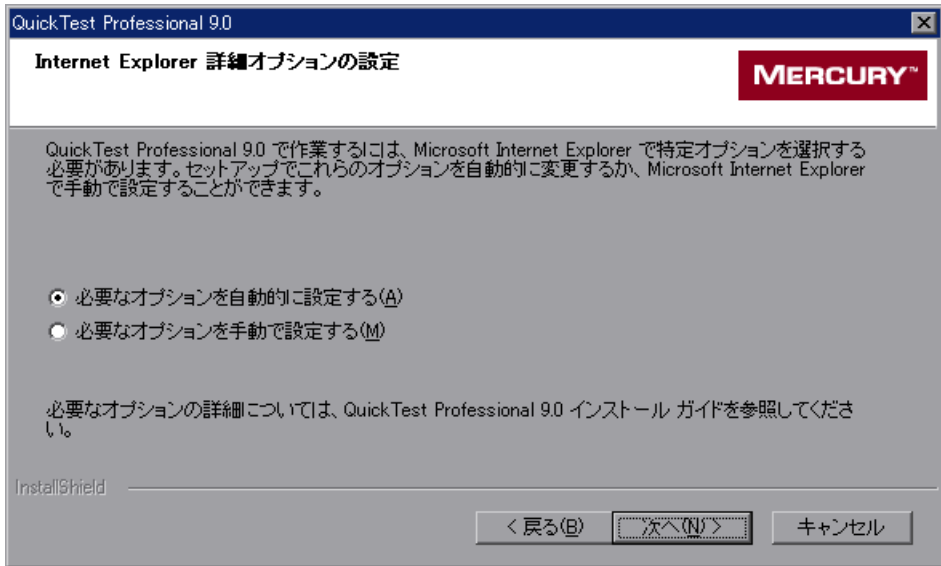 QuickTest Professional 9.0
Internet Explorer 詳細オプションの設定
MERCURY™
QuickTest Professional 9.0 で作業するには、Microsoft Internet Explorer で特定オプションを選択する
必要があります。セットアップでこれらのオプションを自動的に変更するか、Microsoft Internet Explorer
で手動で設定することができます。
必要なオプションを自動的に設定する(A)
必要なオプションを手動で設定する(M)
必要なオプションの詳細については、QuickTest Professional 9.0 インストール ガイドを参照してくださ
い。
InstallShield
< 戻る(B) 次へ(N) > キャンセル